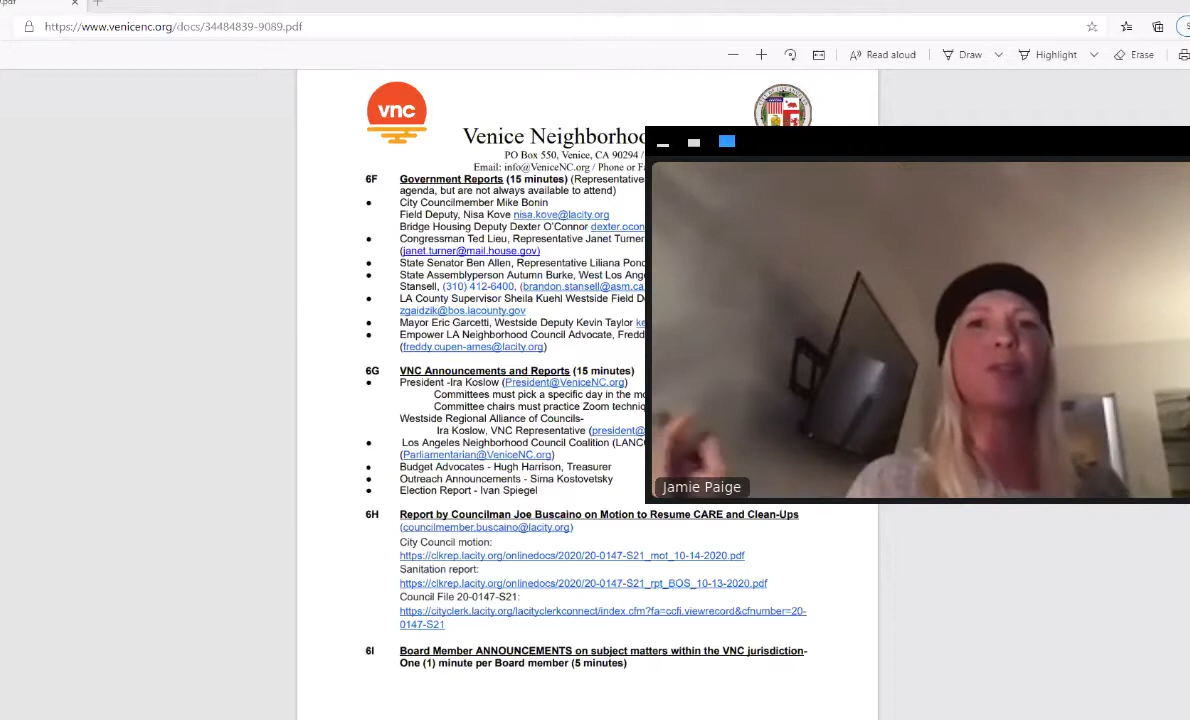 .pdf
https://www.venicenc.org/docs/34484839-9089.pdf
Read aloud
Draw
Highlight
Erase
vnc
Venice Neighborhoo
PO Box 550, Venice, CA 90294 /
Email: info@VeniceNC.org / Phone or F
6F Government Reports (15 minutes) (Representative
agenda, but are not always available to attend)
● City Councilmember Mike Bonin
Field Deputy, Nisa Kove nisa.kove@lacity.org
Bridge Housing Deputy Dexter O'Connor dexter.ocon
● Congressman Ted Lieu, Representative Janet Turner
(janet.turner@mail.house.gov)
● State Senator Ben Allen, Representative Liliana Pond
● State Assemblyperson Autumn Burke, West Los Ange
Stansell, (310) 412-6400, (brandon.stansell@asm.ca
● LA County Supervisor Sheila Kuehl Westside Field D
zgaidzik@bos.lacounty.gov
● Mayor Eric Garcetti, Westside Deputy Kevin Taylor ke
● Empower LA Neighborhood Council Advocate, Fredd
(freddy.cupen-ames@lacity.org)
6G VNC Announcements and Reports (15 minutes)
● President -Ira Koslow (President@VeniceNC.org)
Committees must pick a specific day in the mo
Committee chairs must practice Zoom techniq
Westside Regional Alliance of Councils-
Ira Koslow, VNC Representative (president@
● Los Angeles Neighborhood Council Coalition (LANC
(Parliamentarian@VeniceNC.org)
● Budget Advocates - Hugh Harrison, Treasurer
● Outreach Announcements - Sima Kostovetsky
● Election Report - Ivan Spiegel
Jamie Paige
6H Report by Councilman Joe Buscaino on Motion to Resume CARE and Clean-Ups
(councilmember.buscaino@lacity.org)
City Council motion:
https://clkrep.lacity.org/onlinedocs/2020/20-0147-S21_mot_10-14-2020.pdf
Sanitation report:
https://clkrep.lacity.org/onlinedocs/2020/20-0147-S21_rpt_BOS_10-13-2020.pdf
Council File 20-0147-S21:
https://cityclerk.lacity.org/lacityclerkconnect/index.cfm?fa=ccfi.viewrecord&cfnumber=20-
0147-S21
6I Board Member ANNOUNCEMENTS on subject matters within the VNC jurisdiction-
One (1) minute per Board member (5 minutes)